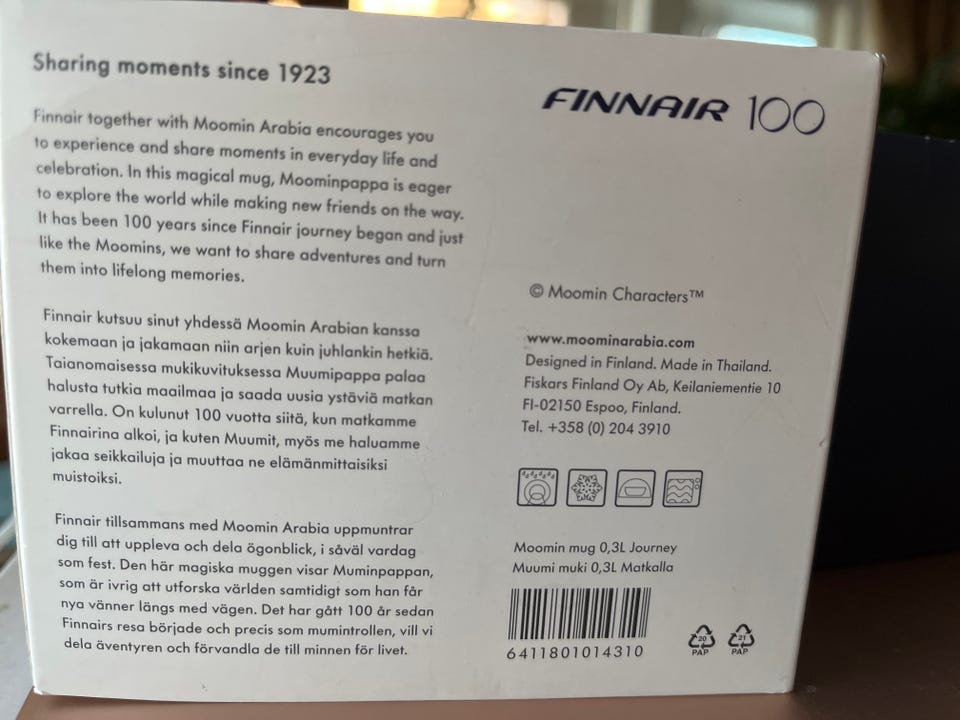 Sharing moments since 1923
Finnair together with Moomin Arabia encourages you
to experience and share moments in everyday life and
celebration. In this magical mug, Moominpappa is eager
to explore the world while making new friends on the way.
It has been 100 years since Finnair journey began and just
like the Moomins, we want to share adventures and turn
them into lifelong memories.
Finnair kutsuu sinut yhdessä Moomin Arabian kanssa
kokemaan ja jakamaan niin arjen kuin juhlankin hetkiä.
Taianomaisessa mukikuvituksessa Muumipappa palaa
halusta tutkia maailmaa ja saada uusia ystäviä matkan
varrella. On kulunut 100 vuotta siitä, kun matkamme
Finnairina alkoi, ja kuten Muumit, myös me haluamme
jakaa seikkailuja ja muuttaa ne elämänmittaisiksi
muistoiksi.
Finnair tillsammans med Moomin Arabia uppmuntrar
dig till att uppleva och dela ögonblick, i såväl vardag
som fest. Den här magiska muggen visar Muminpappan,
som är ivrig att utforska världen samtidigt som han får
nya vänner längs med vägen. Det har gått 100 år sedan
Finnairs resa började och precis som mumintrollen, vill vi
dela äventyren och förvandla de till minnen för livet.
FINNAIR 100
© Moomin Characters™
www.moominarabia.com
Designed in Finland. Made in Thailand.
Fiskars Finland Oy Ab, Keilaniementie 10
FI-02150 Espoo, Finland.
Tel. +358 (0) 204 3910
Moomin mug 0,3L Journey
Muumi muki 0,3L Matkalla
6411801014310
20 PAP
21 PAP